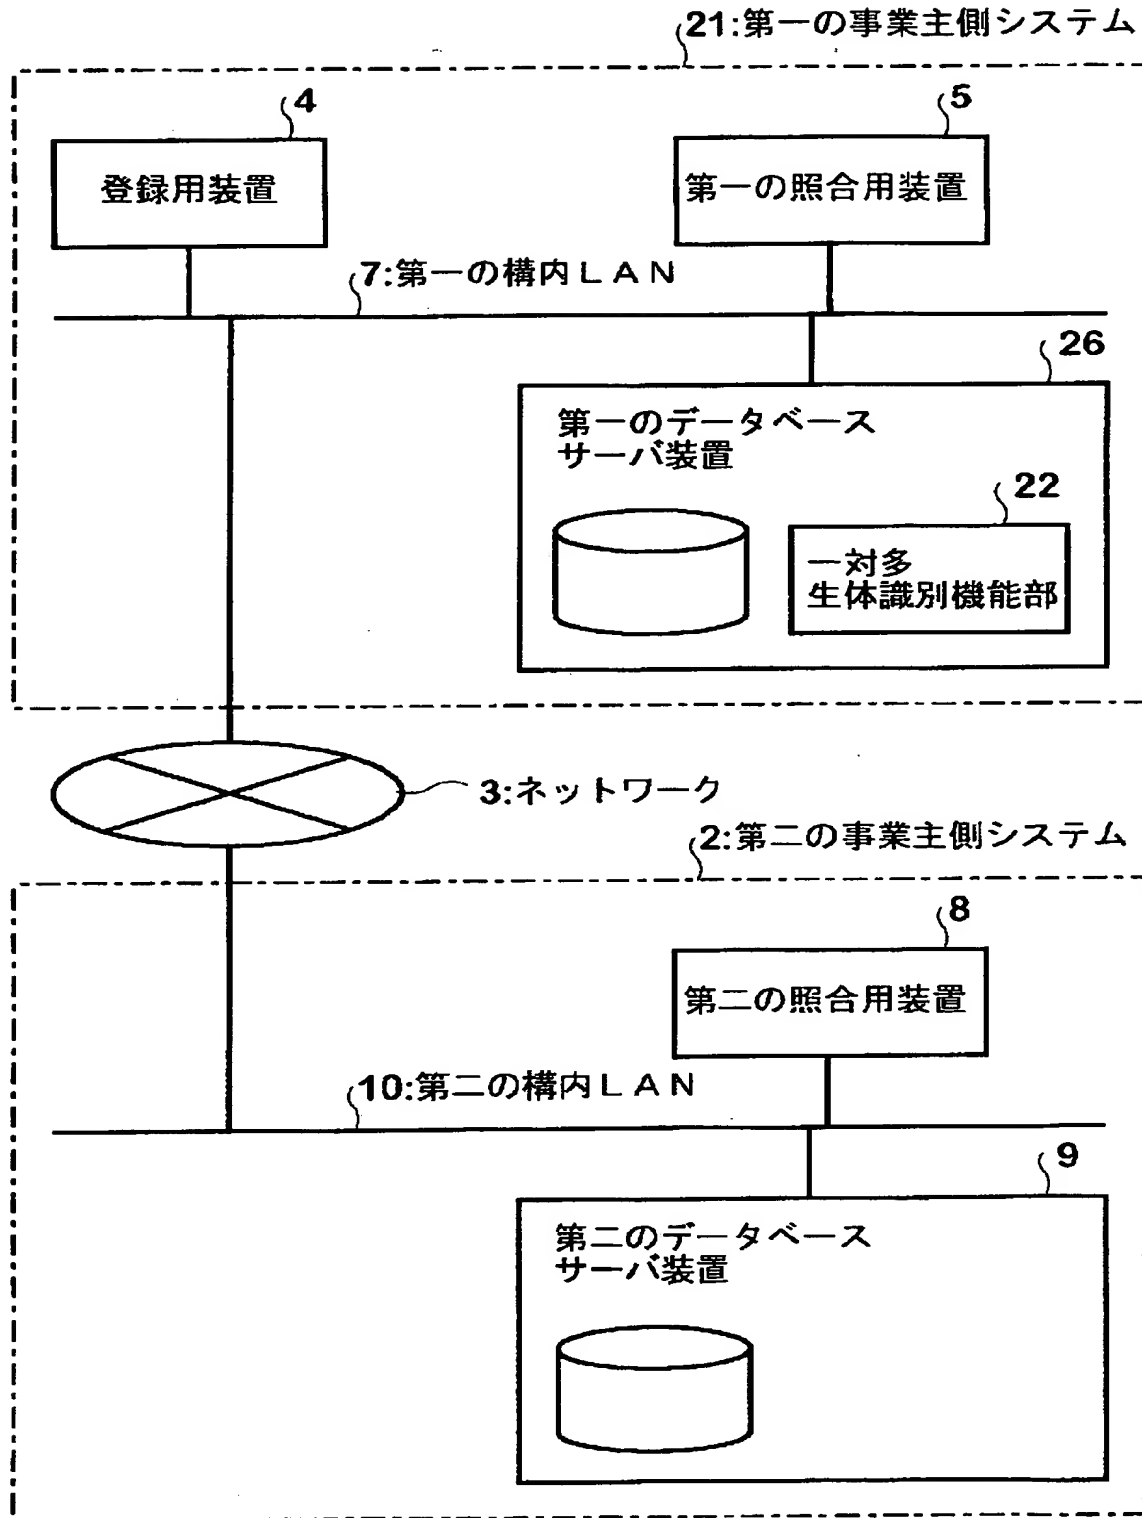 21:第一の事業主側システム
4
5
登録用装置
第一の照合用装置
7:第一の構内LAN
26
第一のデータベース
サーバ装置
22
一対多
生体識別機能部
3:ネットワーク
2:第二の事業主側システム
8
第二の照合用装置
10:第二の構内LAN
9
第二のデータベース
サーバ装置